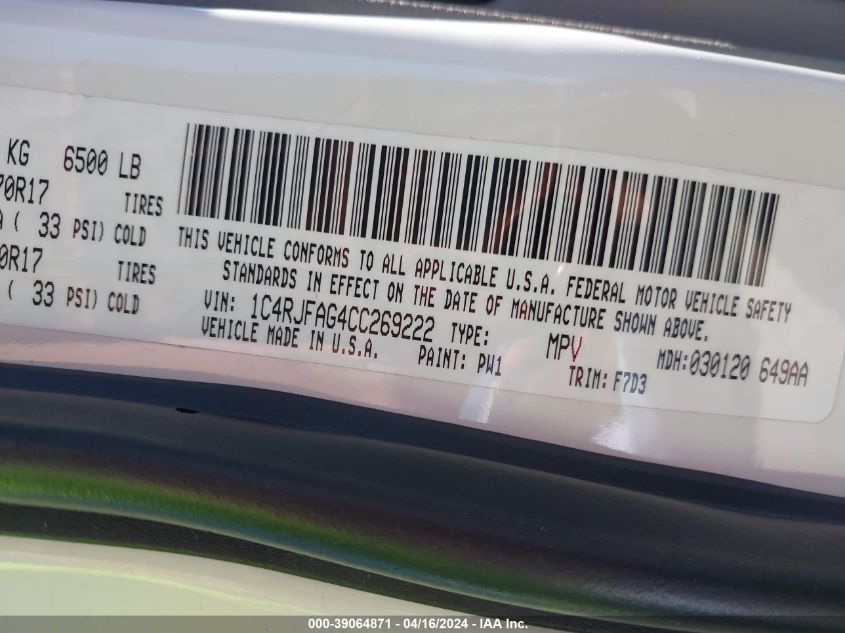 KG 6500 LB
70R17 TIRES
( 33 PSI) COLD
0R17 TIRES
( 33 PSI) COLD
THIS VEHICLE CONFORMS TO ALL APPLICABLE U.S.A. FEDERAL MOTOR VEHICLE SAFETY
STANDARDS IN EFFECT ON THE DATE OF MANUFACTURE SHOWN ABOVE.
VIN: 1C4RJFAG4CC269222 TYPE: MPV MDH:030120 649AA
VEHICLE MADE IN U.S.A. PAINT: PW1 TRIM: F7D3
000-39064871 - 04/16/2024 - IAA Inc.